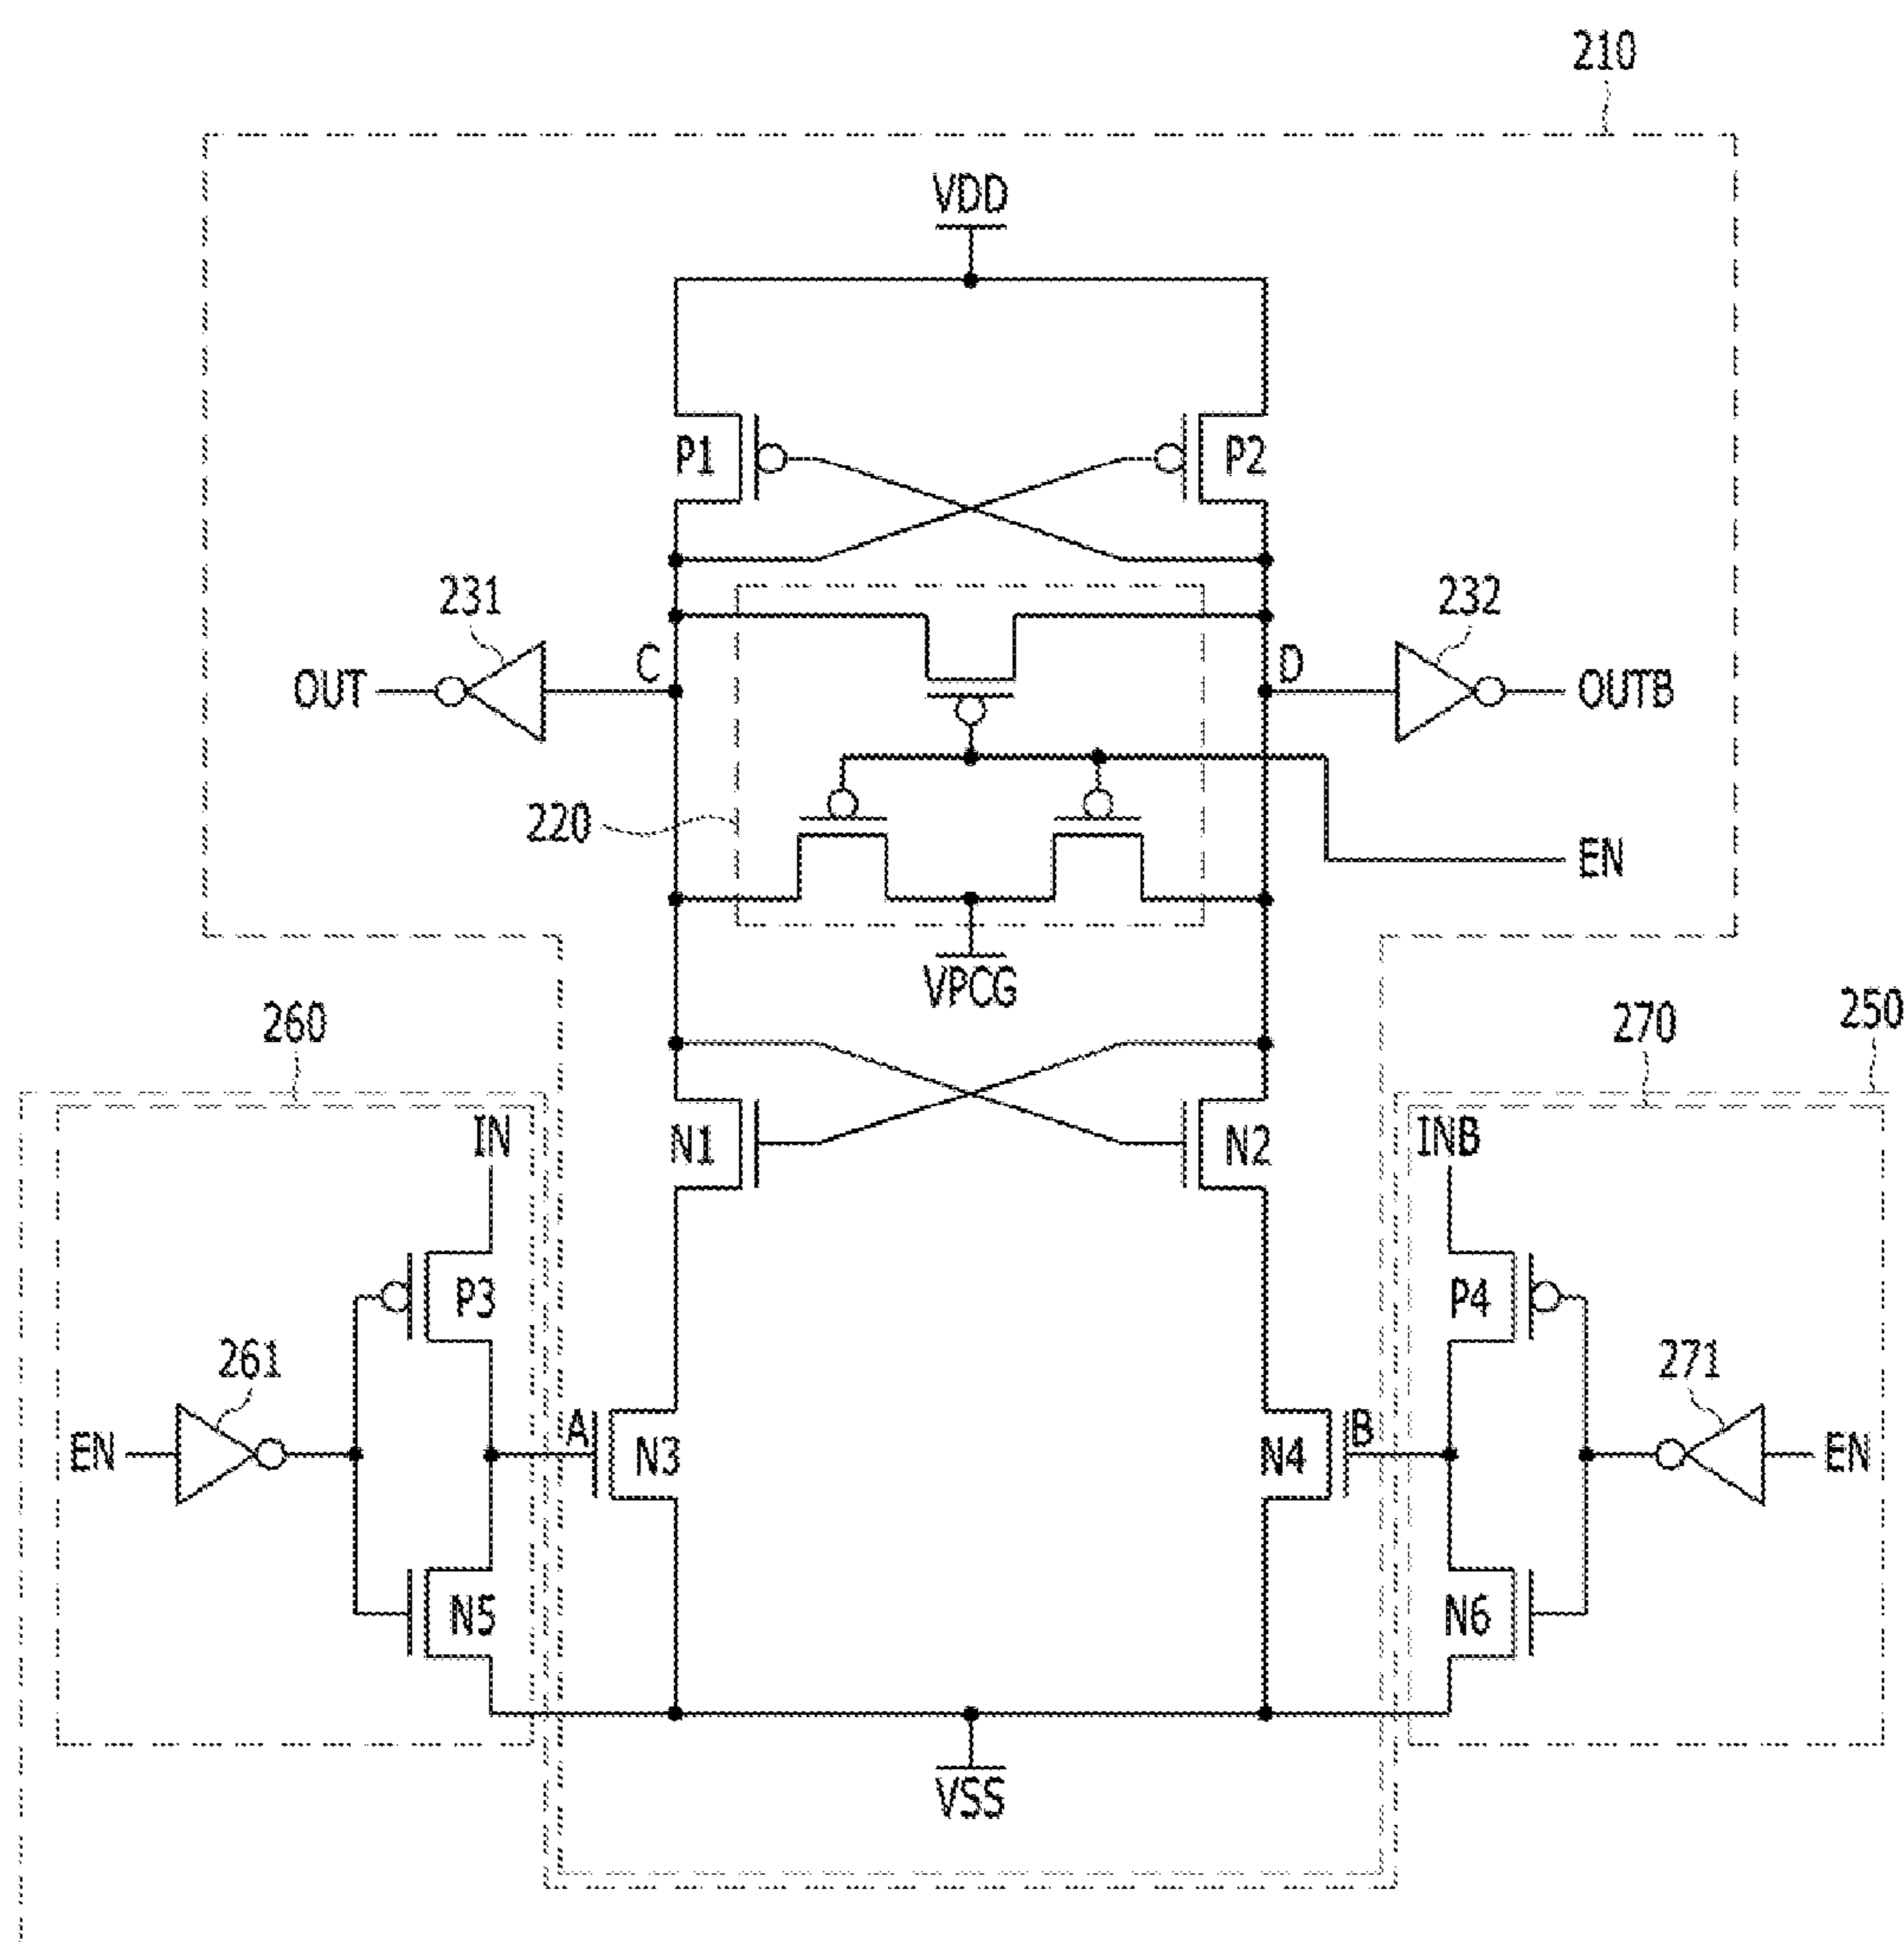 210
VDD
P1
P2
231
232
C
D
OUT
OUTB
220
EN
VPCG
260
270
250
IN
INB
N1
N2
P3
P4
261
271
EN
A
N3
N4
B
EN
N5
N6
VSS